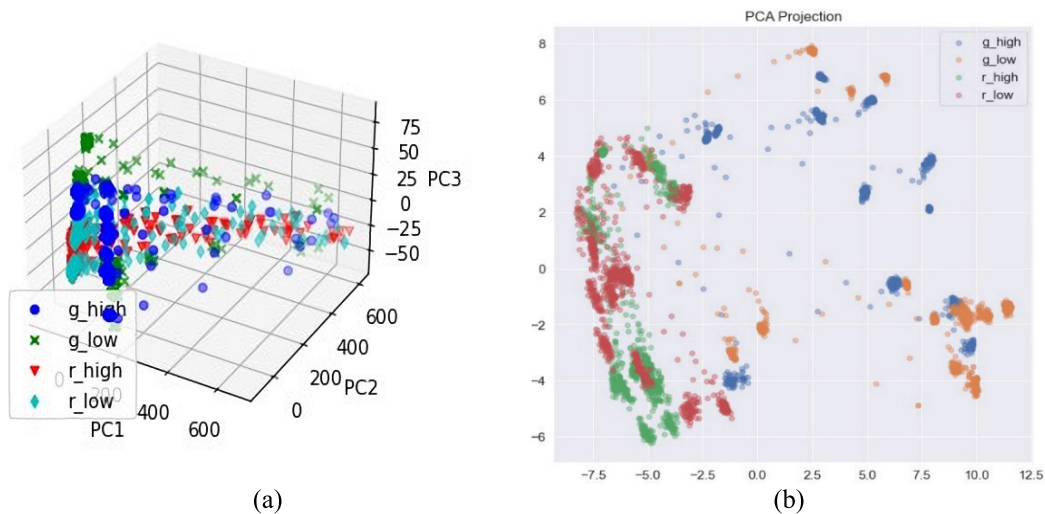 (a)
75
50
25
0
−25
−50
PC3
600
400
200
0
PC2
0
200
400
600
PC1
g_high
g_low
r_high
r_low
PCA Projection
g_high
g_low
r_high
r_low
8
6
4
2
0
−2
−4
−6
−7.5
−5.0
−2.5
0.0
2.5
5.0
7.5
10.0
12.5
(a)
(b)